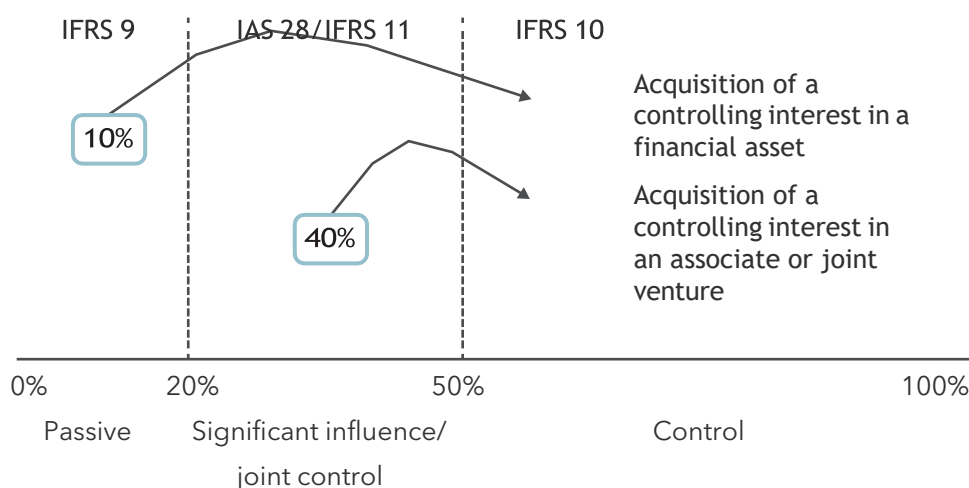 IFRS 9
IAS 28/IFRS 11
IFRS 10
Acquisition of a
controlling interest in a
financial asset
10%
Acquisition of a
controlling interest in
an associate or joint
venture
40%
0%
20%
50%
100%
Passive
Significant influence/
joint control
Control